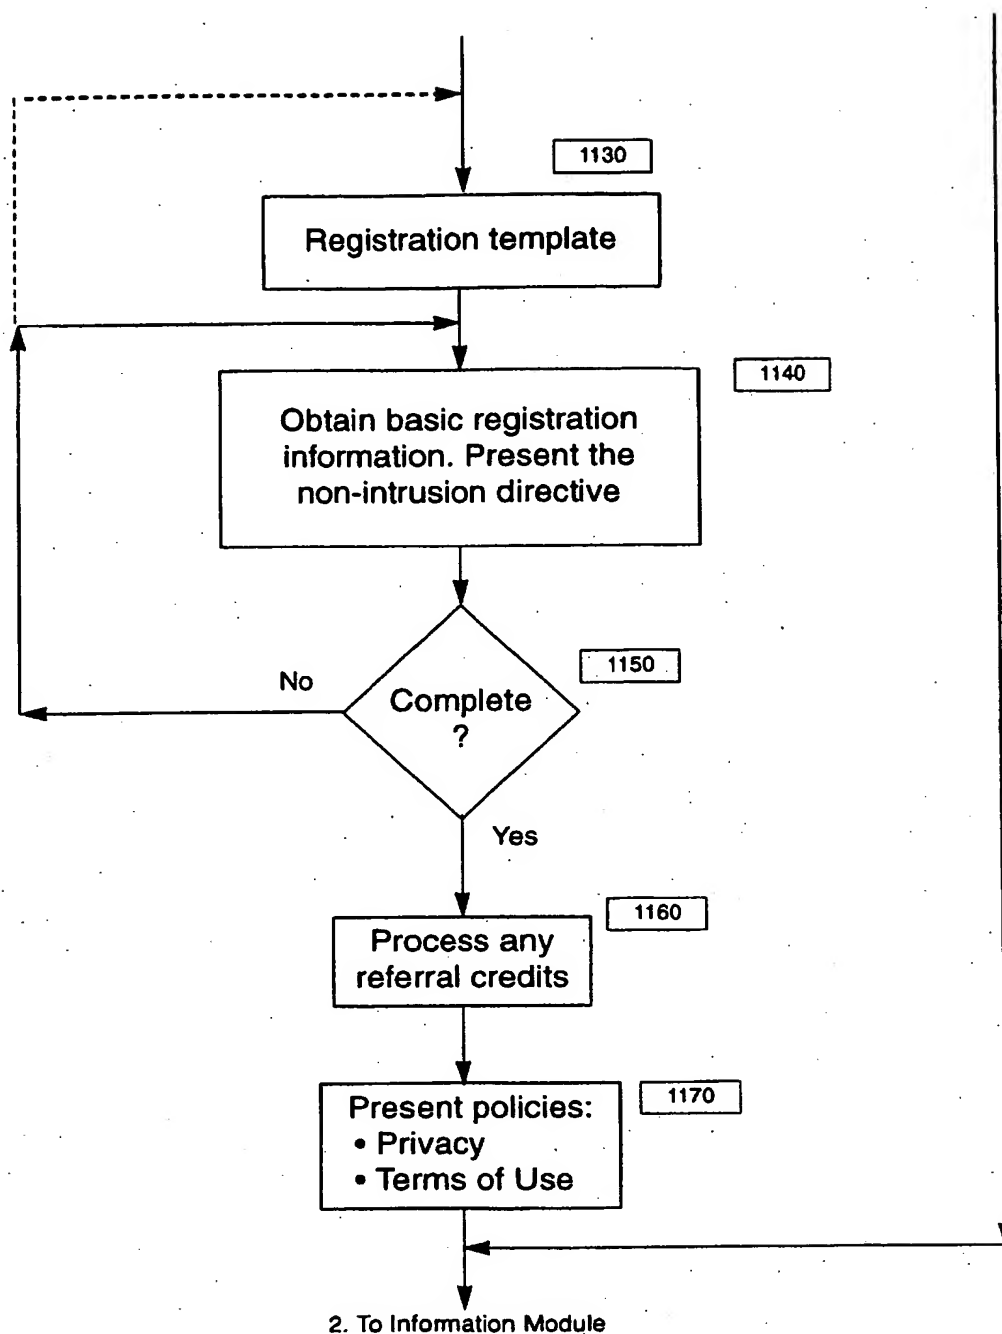 1130
Registration template
1140
Obtain basic registration
information. Present the
non-intrusion directive
1150
No
Complete
?
Yes
1160
Process any
referral credits
1170
Present policies:
• Privacy
• Terms of Use
2. To Information Module